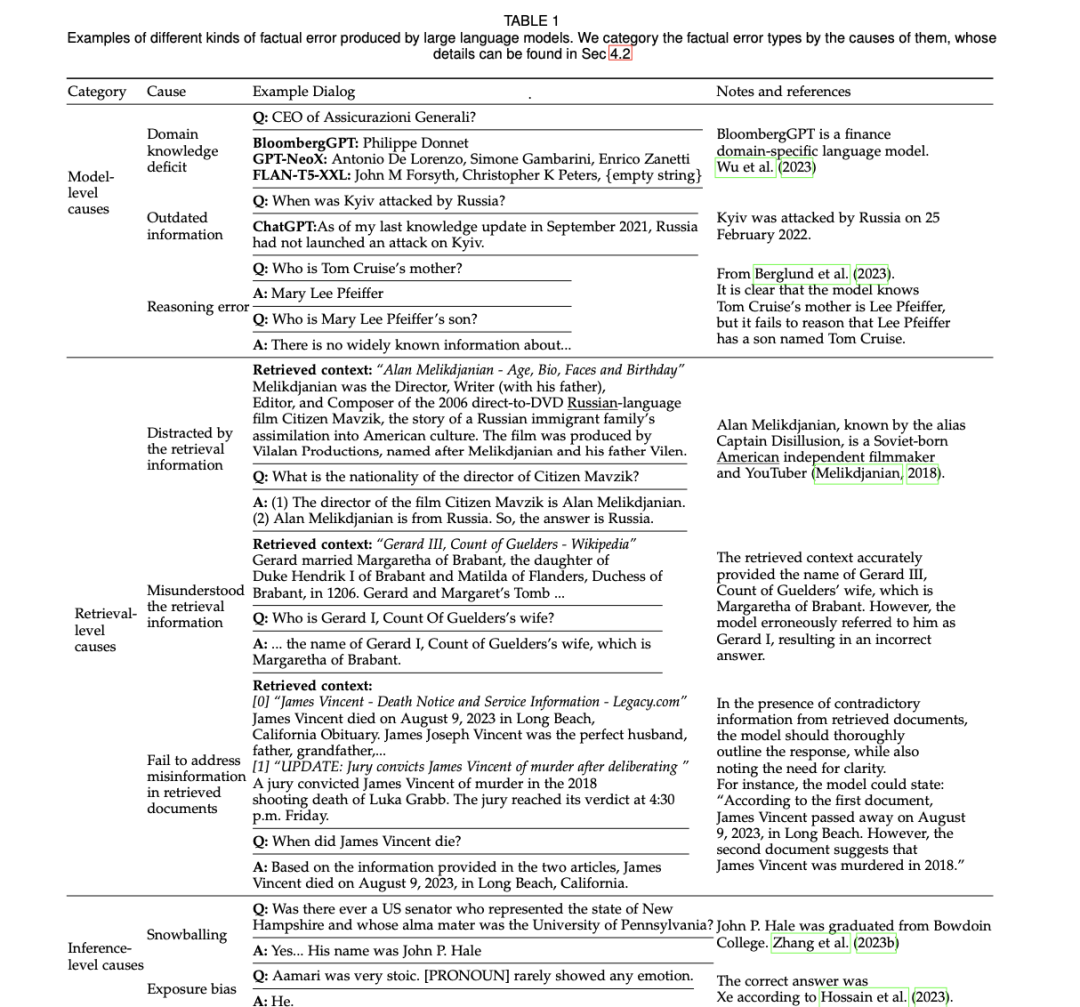 TABLE 1
Examples of different kinds of factual error produced by large language models. We category the factual error types by the causes of them, whose
details can be found in Sec 4.2
Category Cause Example Dialog Notes and references
Model-
level
causes
Domain
knowledge
deficit
Q: CEO of Assicurazioni Generali?
BloombergGPT: Philippe Donnet
GPT-NeoX: Antonio De Lorenzo, Simone Gambarini, Enrico Zanetti
FLAN-T5-XXL: John M Forsyth, Christopher K Peters, {empty string}
BloombergGPT is a finance
domain-specific language model.
Wu et al. (2023)
Outdated
information
Q: When was Kyiv attacked by Russia?
ChatGPT:As of my last knowledge update in September 2021, Russia
had not launched an attack on Kyiv.
Kyiv was attacked by Russia on 25
February 2022.
Reasoning error
Q: Who is Tom Cruise's mother?
A: Mary Lee Pfeiffer
Q: Who is Mary Lee Pfeiffer's son?
A: There is no widely known information about...
From Berglund et al. (2023).
It is clear that the model knows
Tom Cruise's mother is Lee Pfeiffer,
but it fails to reason that Lee Pfeiffer
has a son named Tom Cruise.
Retrieval-
level
causes
Distracted by
the retrieval
information
Retrieved context: "Alan Melikdjanian - Age, Bio, Faces and Birthday"
Melikdjanian was the Director, Writer (with his father),
Editor, and Composer of the 2006 direct-to-DVD Russian-language
film Citizen Mavzik, the story of a Russian immigrant family's
assimilation into American culture. The film was produced by
Vilalan Productions, named after Melikdjanian and his father Vilen.
Q: What is the nationality of the director of Citizen Mavzik?
A: (1) The director of the film Citizen Mavzik is Alan Melikdjanian.
(2) Alan Melikdjanian is from Russia. So, the answer is Russia.
Alan Melikdjanian, known by the alias
Captain Disillusion, is a Soviet-born
American independent filmmaker
and YouTuber (Melikdjanian, 2018).
Misunderstood
the retrieval
information
Retrieved context: "Gerard III, Count of Guelders - Wikipedia"
Gerard married Margaretha of Brabant, the daughter of
Duke Hendrik I of Brabant and Matilda of Flanders, Duchess of
Brabant, in 1206. Gerard and Margaret's Tomb ...
Q: Who is Gerard I, Count Of Guelders's wife?
A: ... the name of Gerard I, Count of Guelders's wife, which is
Margaretha of Brabant.
The retrieved context accurately
provided the name of Gerard III,
Count of Guelders' wife, which is
Margaretha of Brabant. However, the
model erroneously referred to him as
Gerard I, resulting in an incorrect
answer.
Fail to address
misinformation
in retrieved
documents
Retrieved context:
[0] "James Vincent - Death Notice and Service Information - Legacy.com"
James Vincent died on August 9, 2023 in Long Beach,
California Obituary. James Joseph Vincent was the perfect husband,
father, grandfather,...
[1] "UPDATE: Jury convicts James Vincent of murder after deliberating "
A jury convicted James Vincent of murder in the 2018
shooting death of Luka Grabb. The jury reached its verdict at 4:30
p.m. Friday.
Q: When did James Vincent die?
A: Based on the information provided in the two articles, James
Vincent died on August 9, 2023, in Long Beach, California.
In the presence of contradictory
information from retrieved documents,
the model should thoroughly
outline the response, while also
noting the need for clarity.
For instance, the model could state:
"According to the first document,
James Vincent passed away on August
9, 2023, in Long Beach. However, the
second document suggests that
James Vincent was murdered in 2018."
Inference-
level causes
Snowballing
Q: Was there ever a US senator who represented the state of New
Hampshire and whose alma mater was the University of Pennsylvania?
A: Yes... His name was John P. Hale
John P. Hale was graduated from Bowdoin
College. Zhang et al. (2023b)
Exposure bias
Q: Aamari was very stoic. [PRONOUN] rarely showed any emotion.
A: He.
The correct answer was
Xe according to Hossain et al. (2023).